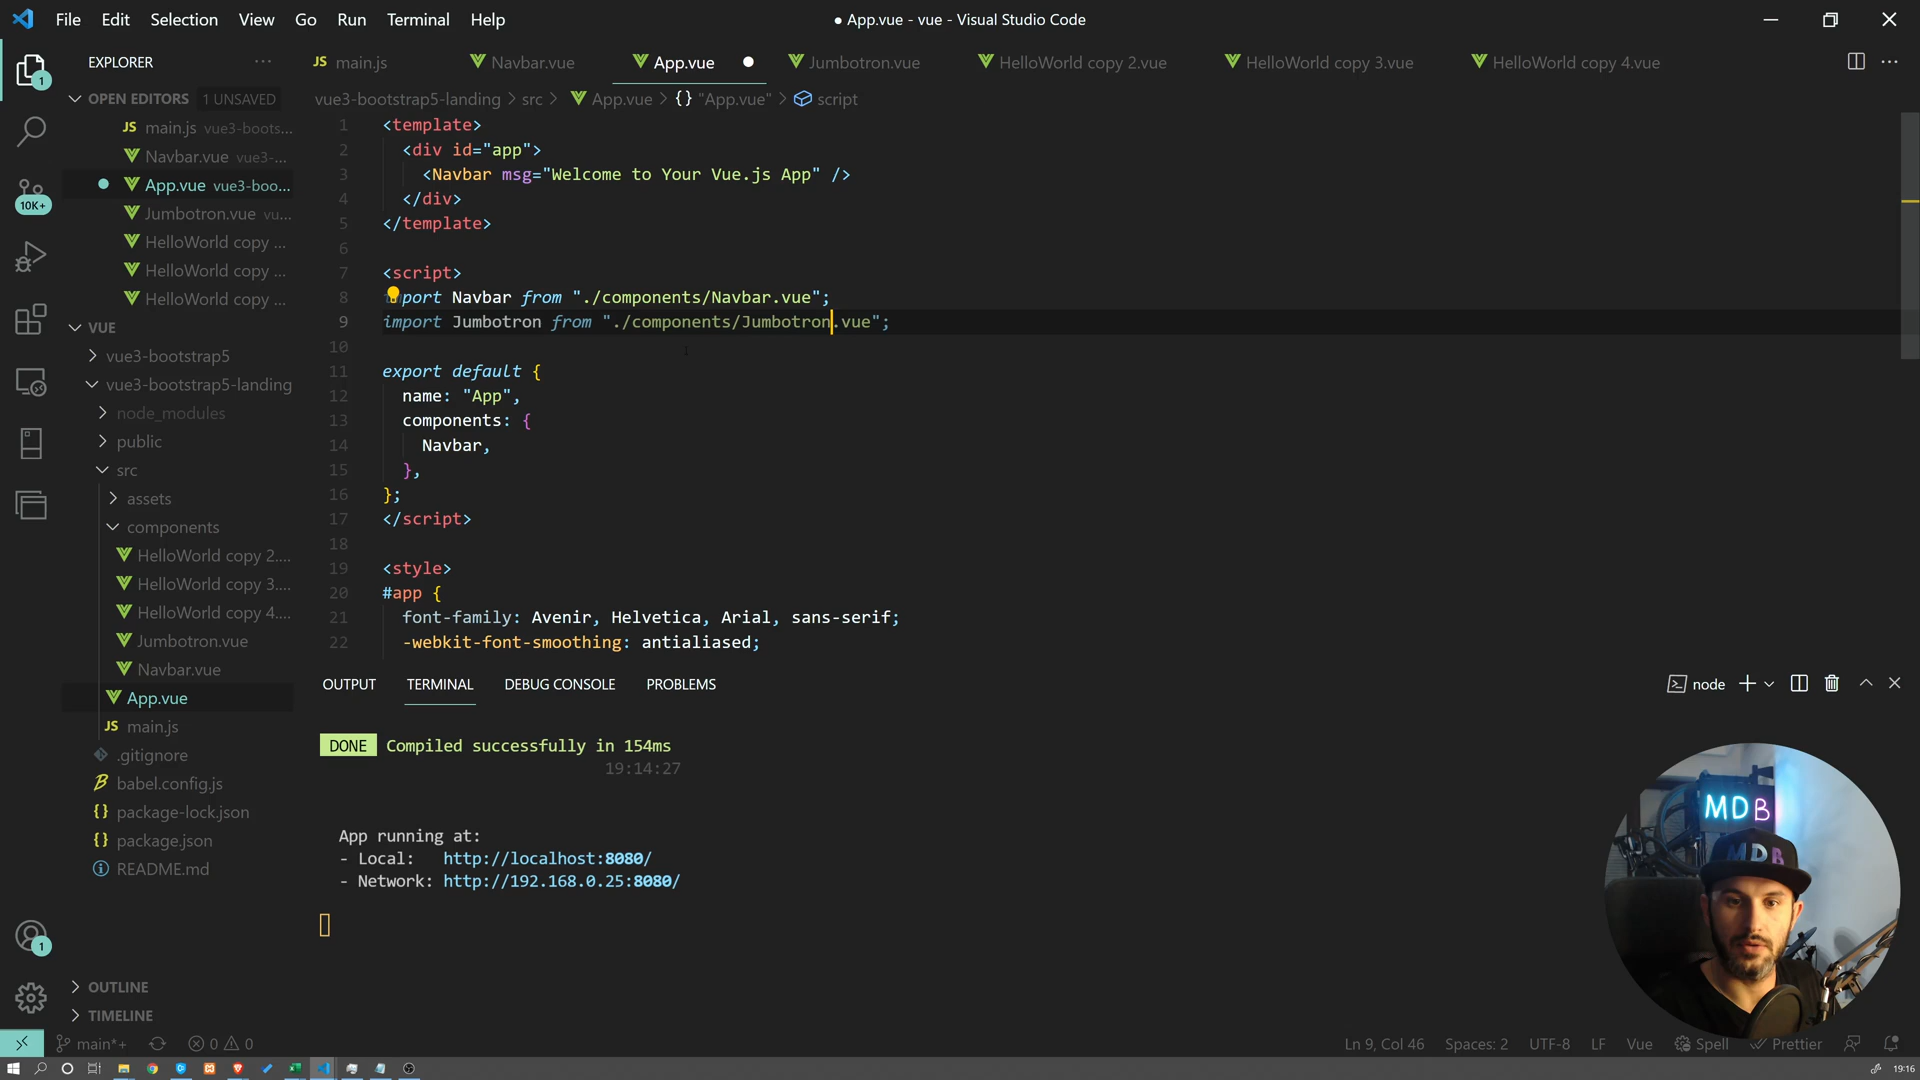 File Edit Selection View Go Run Terminal Help
● App.vue - vue - Visual Studio Code
EXPLORER
JS main.js
Navbar.vue
App.vue
Jumbotron.vue
HelloWorld copy 2.vue
HelloWorld copy 3.vue
HelloWorld copy 4.vue
1
10K+
OPEN EDITORS 1 UNSAVED
JS main.js vue3-boots...
Navbar.vue vue3-...
App.vue vue3-boo...
Jumbotron.vue vu...
HelloWorld copy ...
HelloWorld copy ...
HelloWorld copy ...
VUE
vue3-bootstrap5
vue3-bootstrap5-landing
node_modules
public
src
assets
components
HelloWorld copy 2....
HelloWorld copy 3....
HelloWorld copy 4....
Jumbotron.vue
Navbar.vue
App.vue
JS main.js
.gitignore
babel.config.js
{} package-lock.json
{} package.json
README.md
OUTLINE
TIMELINE
1
vue3-bootstrap5-landing > src > App.vue > {} "App.vue" > script
1 <template>
2 <div id="app">
3 <Navbar msg="Welcome to Your Vue.js App" />
4 </div>
5 </template>
6
7 <script>
8 import Navbar from "./components/Navbar.vue";
9 import Jumbotron from "./components/Jumbotron.vue";
10
11 export default {
12 name: "App",
13 components: {
14 Navbar,
15 },
16 };
17 </script>
18
19 <style>
20 #app {
21 font-family: Avenir, Helvetica, Arial, sans-serif;
22 -webkit-font-smoothing: antialiased;
OUTPUT TERMINAL DEBUG CONSOLE PROBLEMS
node
DONE Compiled successfully in 154ms
19:14:27
App running at:
- Local: http://localhost:8080/
- Network: http://192.168.0.25:8080/
MDB
MDB
main*+ 0 0
Ln 9, Col 46 Spaces: 2 UTF-8 LF Vue Spell Prettier
19:16